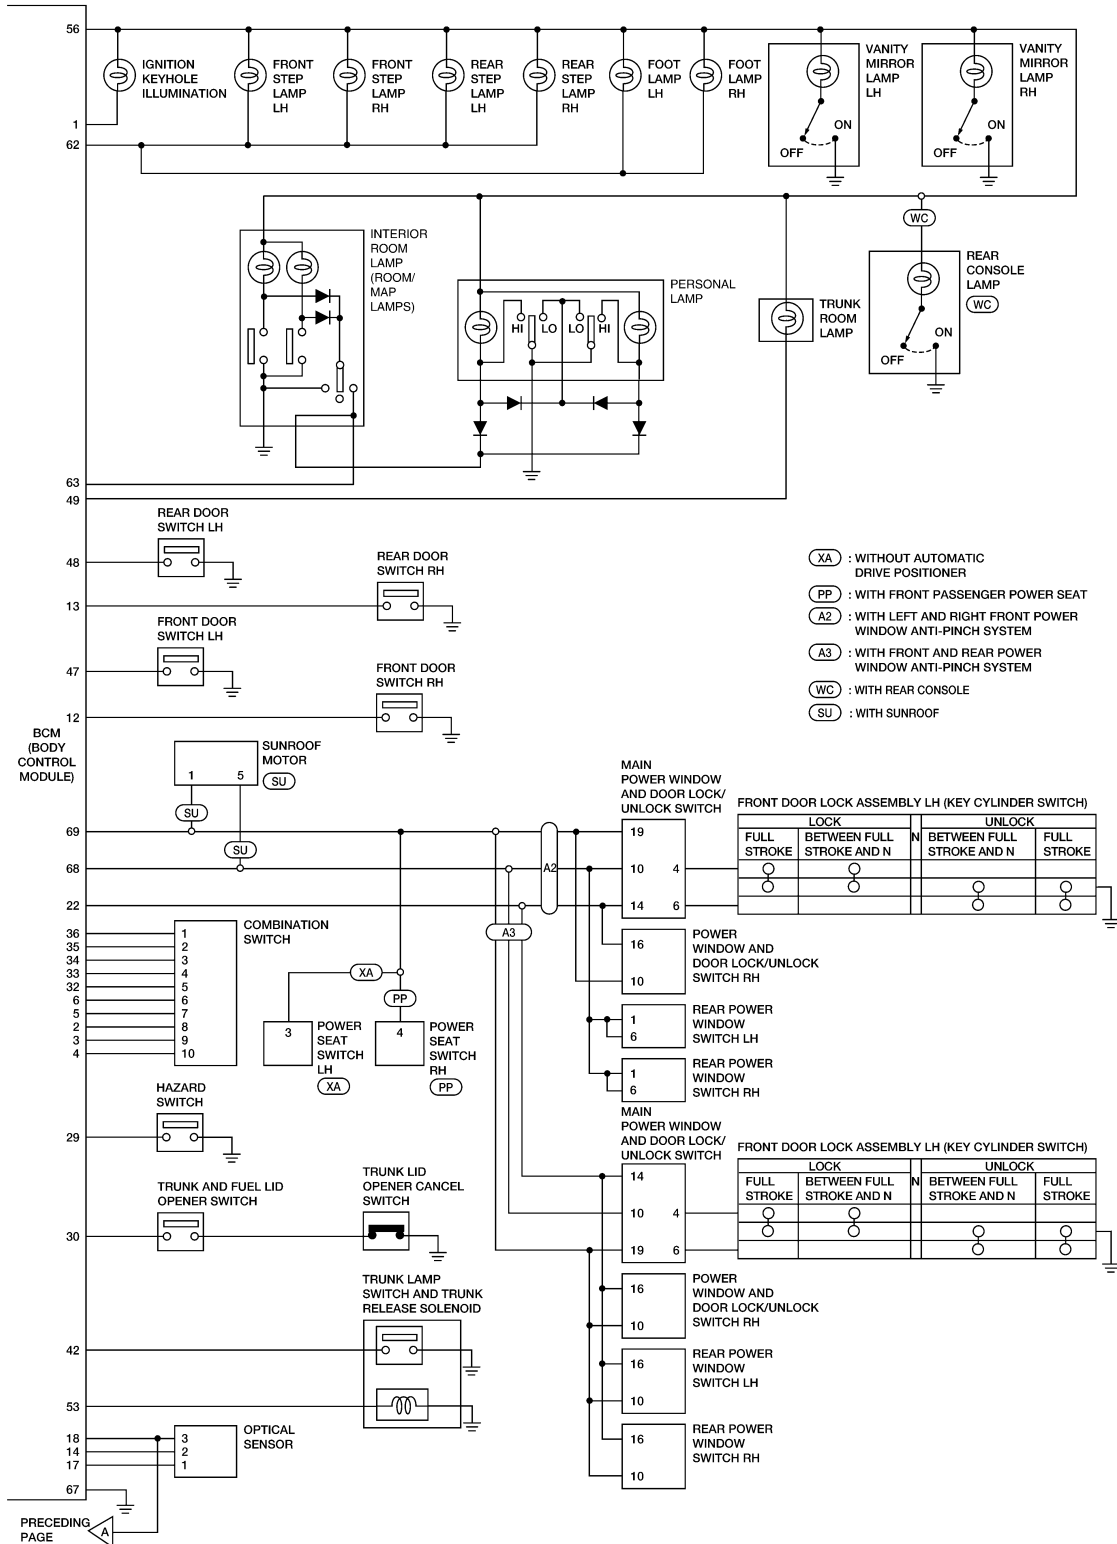 56
IGNITION
KEYHOLE
ILLUMINATION
FRONT
STEP
LAMP
LH
FRONT
STEP
LAMP
RH
REAR
STEP
LAMP
LH
REAR
STEP
LAMP
RH
FOOT
LAMP
LH
FOOT
LAMP
RH
VANITY
MIRROR
LAMP
LH
ON
OFF
VANITY
MIRROR
LAMP
RH
ON
OFF
1
62
INTERIOR
ROOM
LAMP
(ROOM/
MAP
LAMPS)
PERSONAL
LAMP
HI
LO
LO
HI
TRUNK
ROOM
LAMP
WC
REAR
CONSOLE
LAMP
WC
ON
OFF
63
49
REAR DOOR
SWITCH LH
48
REAR DOOR
SWITCH RH
13
FRONT DOOR
SWITCH LH
47
FRONT DOOR
SWITCH RH
12
XA : WITHOUT AUTOMATIC
DRIVE POSITIONER
PP : WITH FRONT PASSENGER POWER SEAT
A2 : WITH LEFT AND RIGHT FRONT POWER
WINDOW ANTI-PINCH SYSTEM
A3 : WITH FRONT AND REAR POWER
WINDOW ANTI-PINCH SYSTEM
WC : WITH REAR CONSOLE
SU : WITH SUNROOF
BCM
(BODY
CONTROL
MODULE)
SUNROOF
MOTOR
SU
1 5
SU
SU
69
68
22
A2
A3
MAIN
POWER WINDOW
AND DOOR LOCK/
UNLOCK SWITCH
19
10 4
14 6
FRONT DOOR LOCK ASSEMBLY LH (KEY CYLINDER SWITCH)
LOCK N UNLOCK
FULL
STROKE
BETWEEN FULL
STROKE AND N
BETWEEN FULL
STROKE AND N
FULL
STROKE
36 1
35 2
34 3
33 4
32 5
6 6
5 7
2 8
3 9
4 10
COMBINATION
SWITCH
XA
PP
3
POWER
SEAT
SWITCH
LH
XA
4
POWER
SEAT
SWITCH
RH
PP
16
10
POWER
WINDOW AND
DOOR LOCK/UNLOCK
SWITCH RH
1
6
REAR POWER
WINDOW
SWITCH LH
1
6
REAR POWER
WINDOW
SWITCH RH
HAZARD
SWITCH
29
MAIN
POWER WINDOW
AND DOOR LOCK/
UNLOCK SWITCH
14
10 4
19 6
FRONT DOOR LOCK ASSEMBLY LH (KEY CYLINDER SWITCH)
LOCK N UNLOCK
FULL
STROKE
BETWEEN FULL
STROKE AND N
BETWEEN FULL
STROKE AND N
FULL
STROKE
TRUNK AND FUEL LID
OPENER SWITCH
30
TRUNK LID
OPENER CANCEL
SWITCH
TRUNK LAMP
SWITCH AND TRUNK
RELEASE SOLENOID
42
53
16
10
POWER
WINDOW AND
DOOR LOCK/UNLOCK
SWITCH RH
16
10
REAR POWER
WINDOW
SWITCH LH
16
10
REAR POWER
WINDOW
SWITCH RH
18 3
14 2
17 1
OPTICAL
SENSOR
67
PRECEDING
PAGE
A